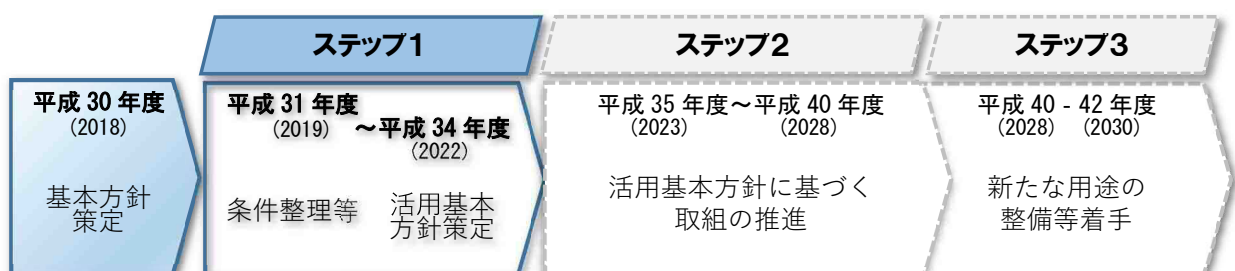 ステップ1
ステップ2
ステップ3
平成 30 年度
(2018)
基本方針
策定
平成 31 年度
(2019)
～平成 34 年度
(2022)
条件整理等
活用基本
方針策定
平成 35 年度～平成 40 年度
(2023) (2028)
活用基本方針に基づく
取組の推進
平成 40 - 42 年度
(2028) (2030)
新たな用途の
整備等着手